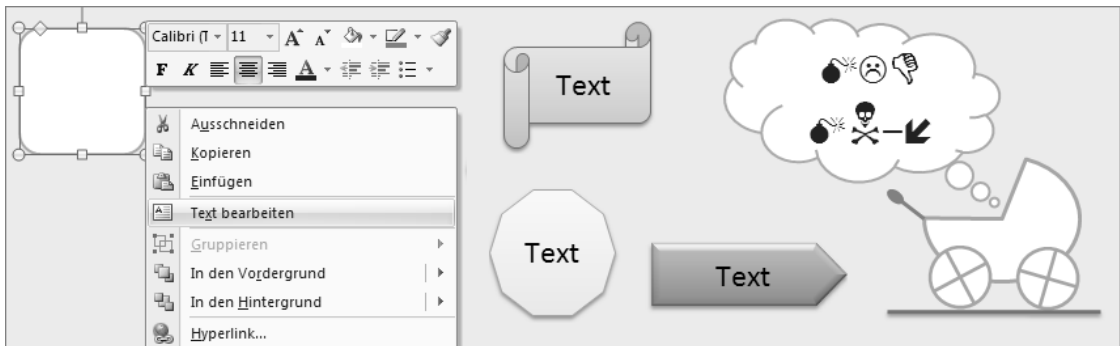 Calibri (T 11 A A
F K A
Ausschneiden
Kopieren
Einfügen
Text bearbeiten
Gruppieren
In den Vordergrund
In den Hintergrund
Hyperlink...
Text
Text
Text